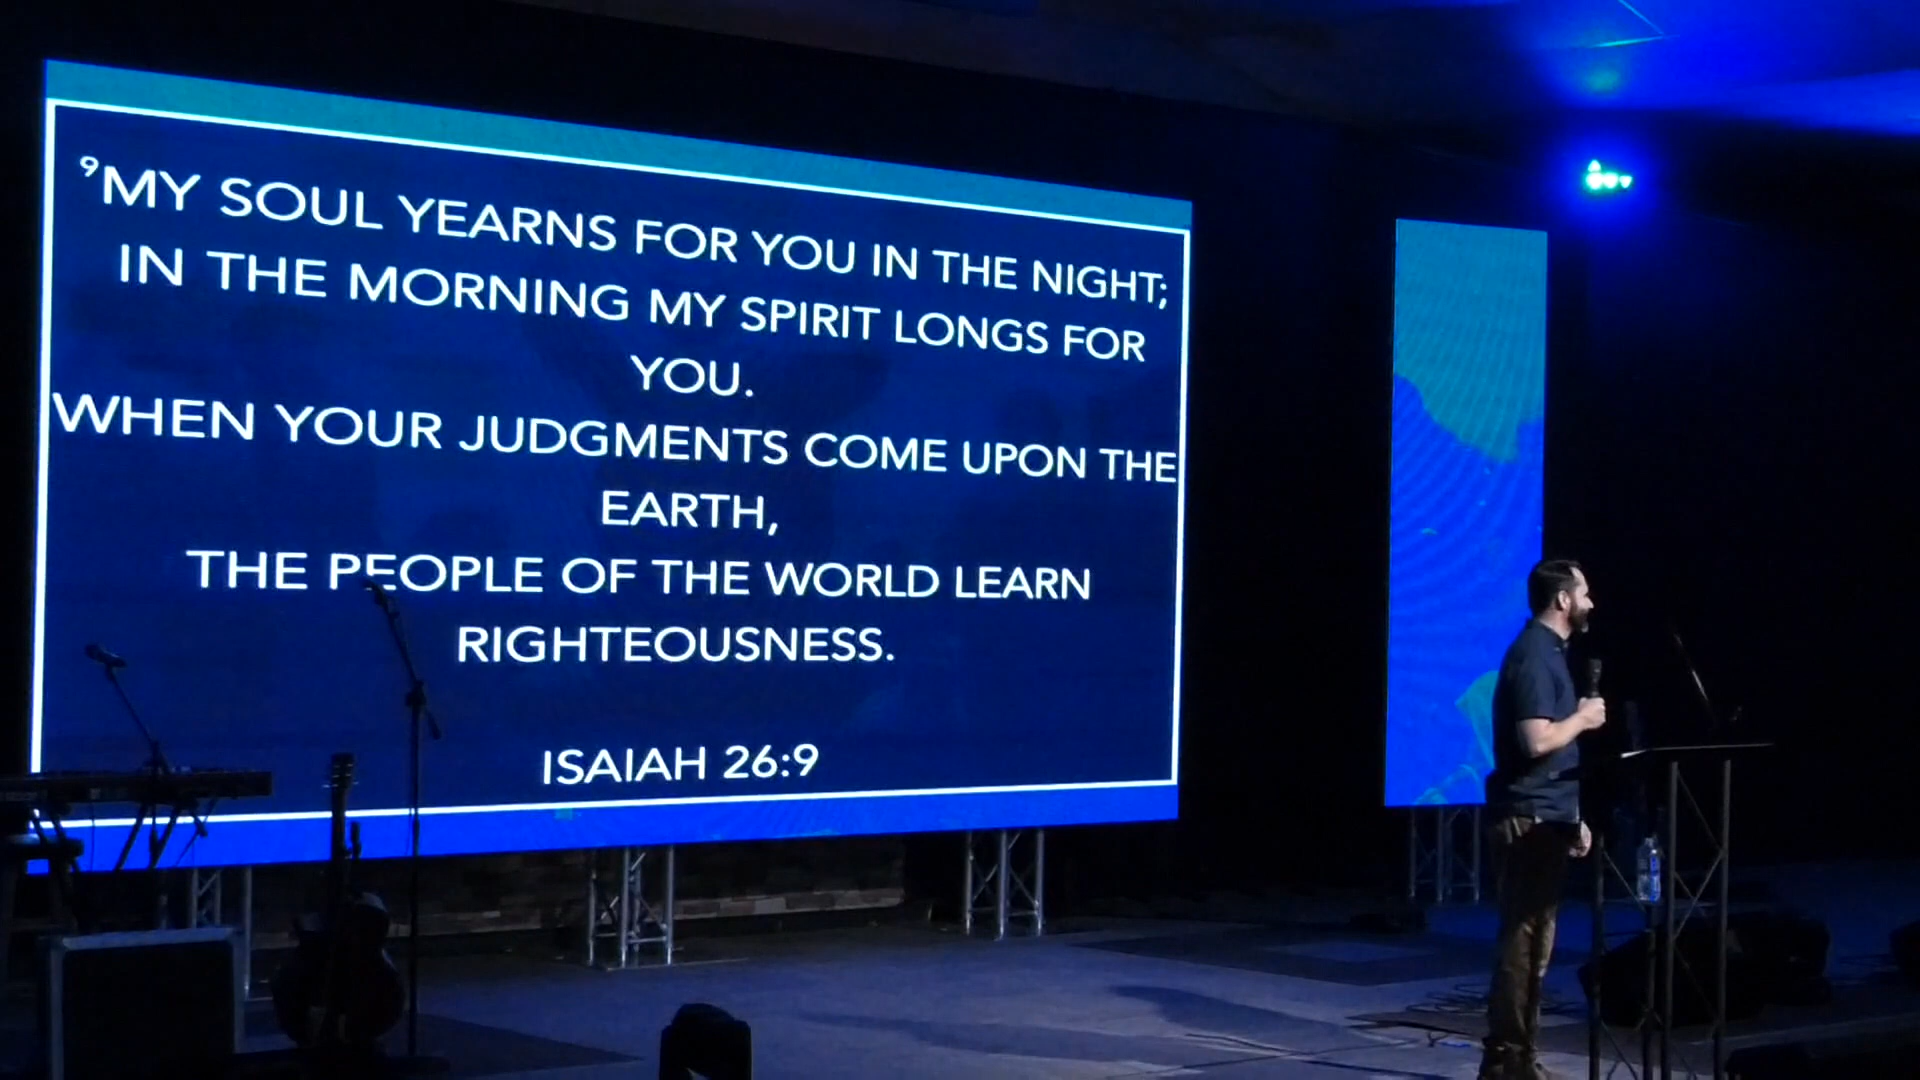 ⁹MY SOUL YEARNS FOR YOU IN THE NIGHT;
IN THE MORNING MY SPIRIT LONGS FOR
YOU.
WHEN YOUR JUDGMENTS COME UPON THE
EARTH,
THE PEOPLE OF THE WORLD LEARN
RIGHTEOUSNESS.
ISAIAH 26:9